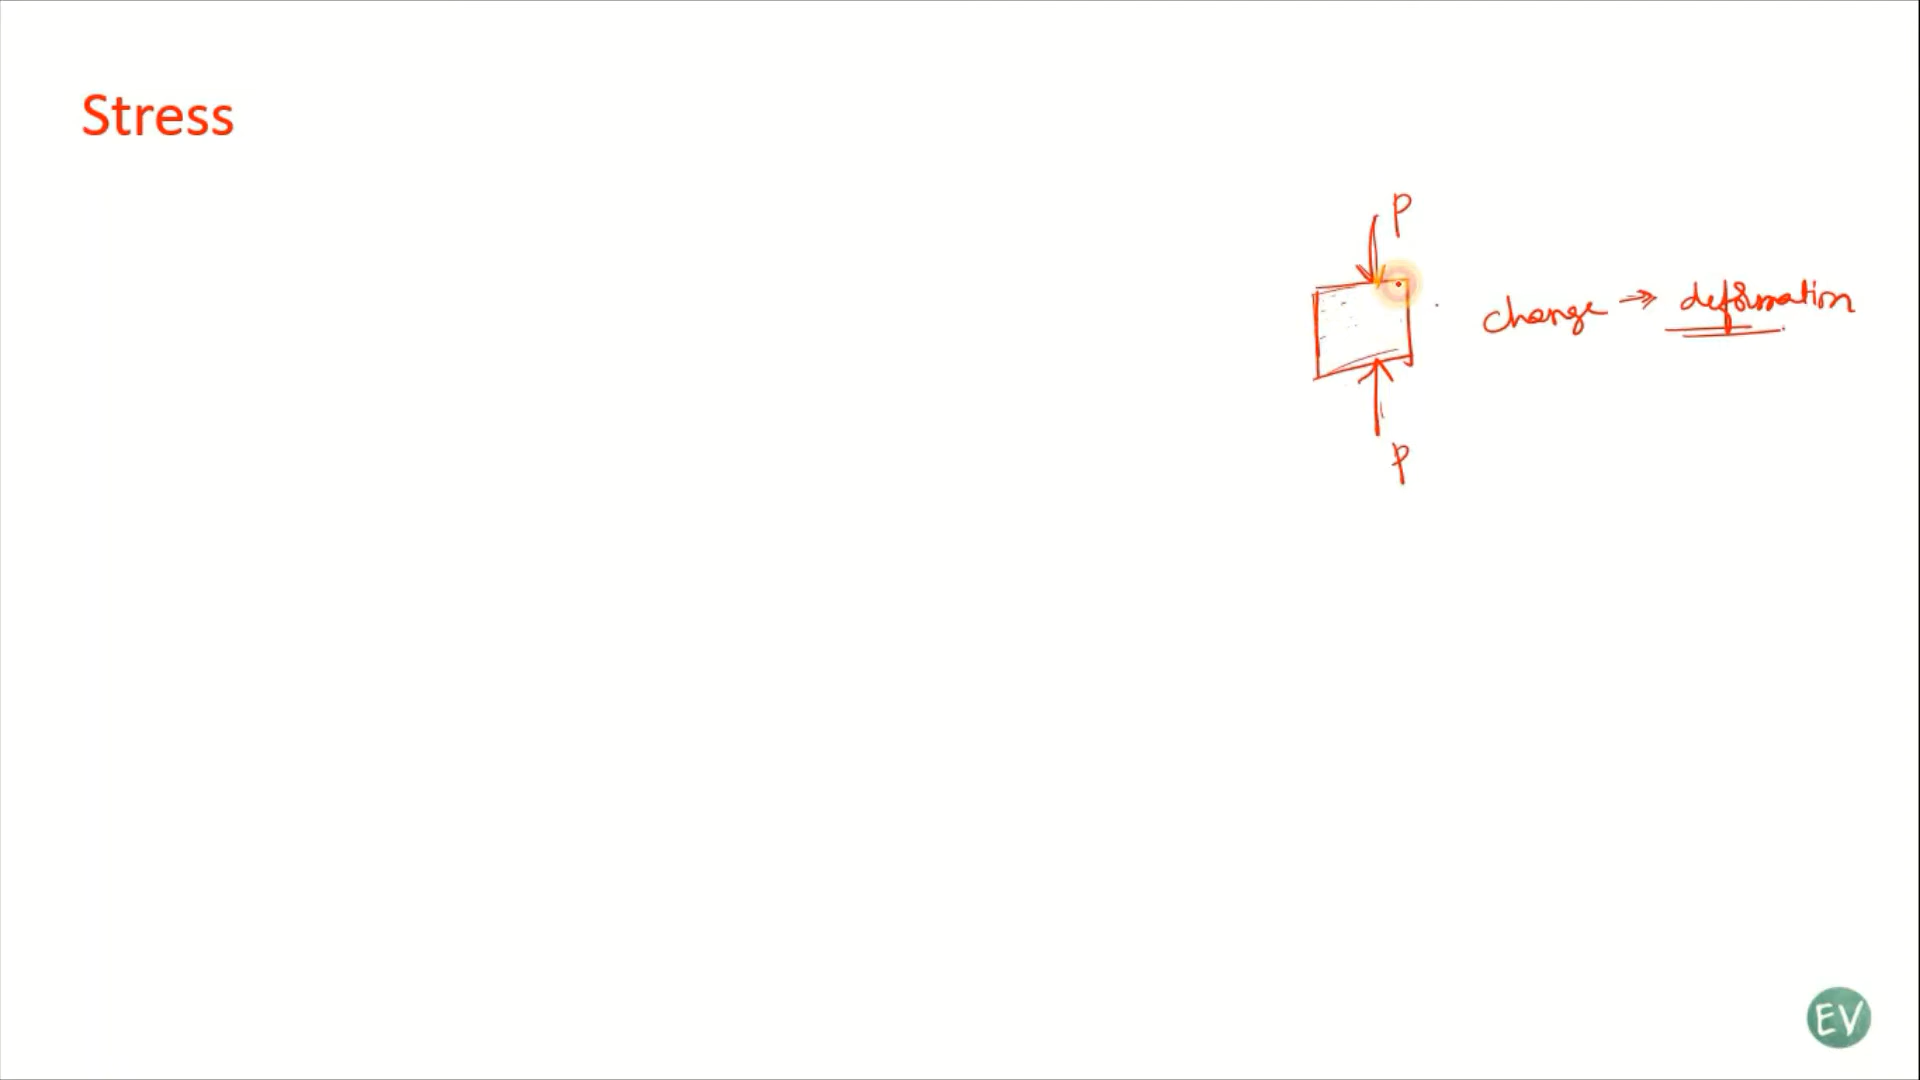 Stress
P
change → deformation
P
EV